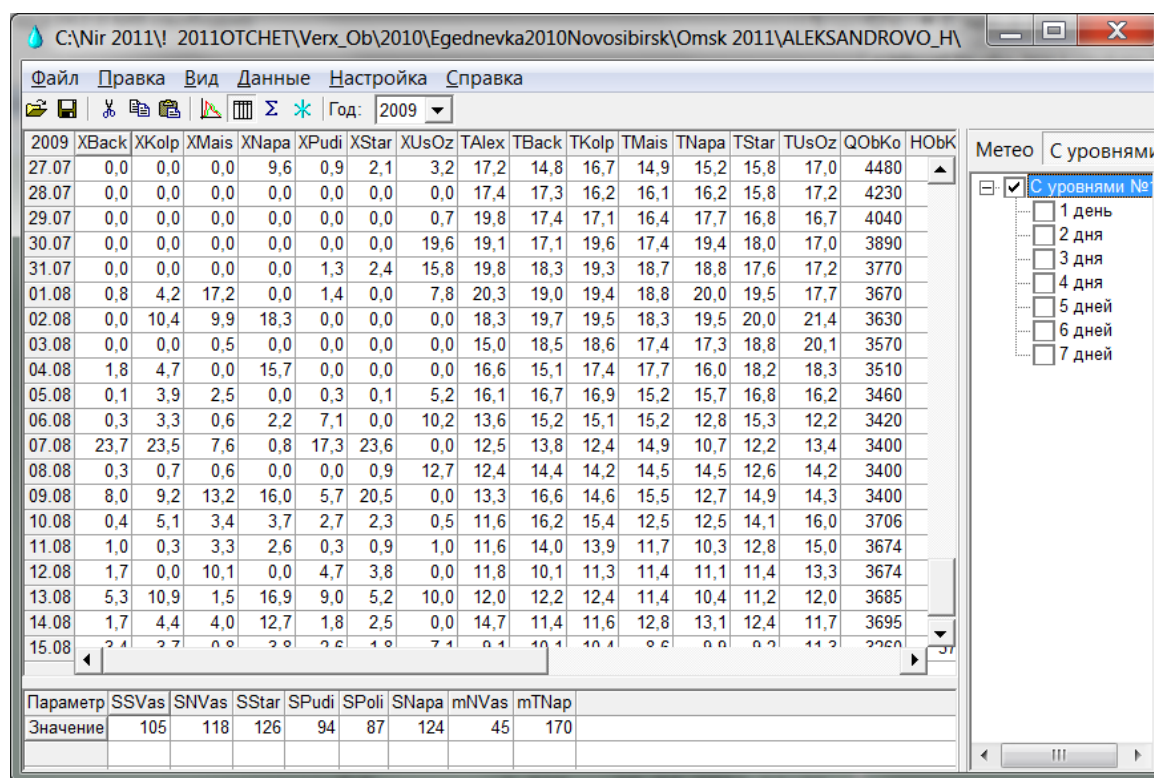 C:\Nir 2011\! 2011OTCHET\Verx_Ob\2010\Egednevka2010Novosibirsk\Omsk 2011\ALEKSANDROVO_H\
Файл Правка Вид Данные Настройка Справка
Год: 2009
2009 XBack XKolp XMais XNapa XPudi XStar XUsOz TAlex TBack TKolp TMais TNapa TStar TUsOz QObKo HObK
27.07 0,0 0,0 0,0 9,6 0,9 2,1 3,2 17,2 14,8 16,7 14,9 15,2 15,8 17,0 4480
28.07 0,0 0,0 0,0 0,0 0,0 0,0 0,0 17,4 17,3 16,2 16,1 16,2 15,8 17,2 4230
29.07 0,0 0,0 0,0 0,0 0,0 0,0 0,7 19,8 17,4 17,1 16,4 17,7 16,8 16,7 4040
30.07 0,0 0,0 0,0 0,0 0,0 0,0 19,6 19,1 17,1 19,6 17,4 19,4 18,0 17,0 3890
31.07 0,0 0,0 0,0 0,0 1,3 2,4 15,8 19,8 18,3 19,3 18,7 18,8 17,6 17,2 3770
01.08 0,8 4,2 17,2 0,0 1,4 0,0 7,8 20,3 19,0 19,4 18,8 20,0 19,5 17,7 3670
02.08 0,0 10,4 9,9 18,3 0,0 0,0 0,0 18,3 19,7 19,5 18,3 19,5 20,0 21,4 3630
03.08 0,0 0,0 0,5 0,0 0,0 0,0 0,0 15,0 18,5 18,6 17,4 17,3 18,8 20,1 3570
04.08 1,8 4,7 0,0 15,7 0,0 0,0 0,0 16,6 15,1 17,4 17,7 16,0 18,2 18,3 3510
05.08 0,1 3,9 2,5 0,0 0,3 0,1 5,2 16,1 16,7 16,9 15,2 15,7 16,8 16,2 3460
06.08 0,3 3,3 0,6 2,2 7,1 0,0 10,2 13,6 15,2 15,1 15,2 12,8 15,3 12,2 3420
07.08 23,7 23,5 7,6 0,8 17,3 23,6 0,0 12,5 13,8 12,4 14,9 10,7 12,2 13,4 3400
08.08 0,3 0,7 0,6 0,0 0,0 0,9 12,7 12,4 14,4 14,2 14,5 14,5 12,6 14,2 3400
09.08 8,0 9,2 13,2 16,0 5,7 20,5 0,0 13,3 16,6 14,6 15,5 12,7 14,9 14,3 3400
10.08 0,4 5,1 3,4 3,7 2,7 2,3 0,5 11,6 16,2 15,4 12,5 12,5 14,1 16,0 3706
11.08 1,0 0,3 3,3 2,6 0,3 0,9 1,0 11,6 14,0 13,9 11,7 10,3 12,8 15,0 3674
12.08 1,7 0,0 10,1 0,0 4,7 3,8 0,0 11,8 10,1 11,3 11,4 11,1 11,4 13,3 3674
13.08 5,3 10,9 1,5 16,9 9,0 5,2 10,0 12,0 12,2 12,4 11,4 10,4 11,2 12,0 3685
14.08 1,7 4,4 4,0 12,7 1,8 2,5 0,0 14,7 11,4 11,6 12,8 13,1 12,4 11,7 3695
15.08
Параметр SSVas SNVas SStar SPudi SPoli SNapa mNVas mTNap
Значение 105 118 126 94 87 124 45 170
Метео С уровнями
С уровнями №
1 день
2 дня
3 дня
4 дня
5 дней
6 дней
7 дней